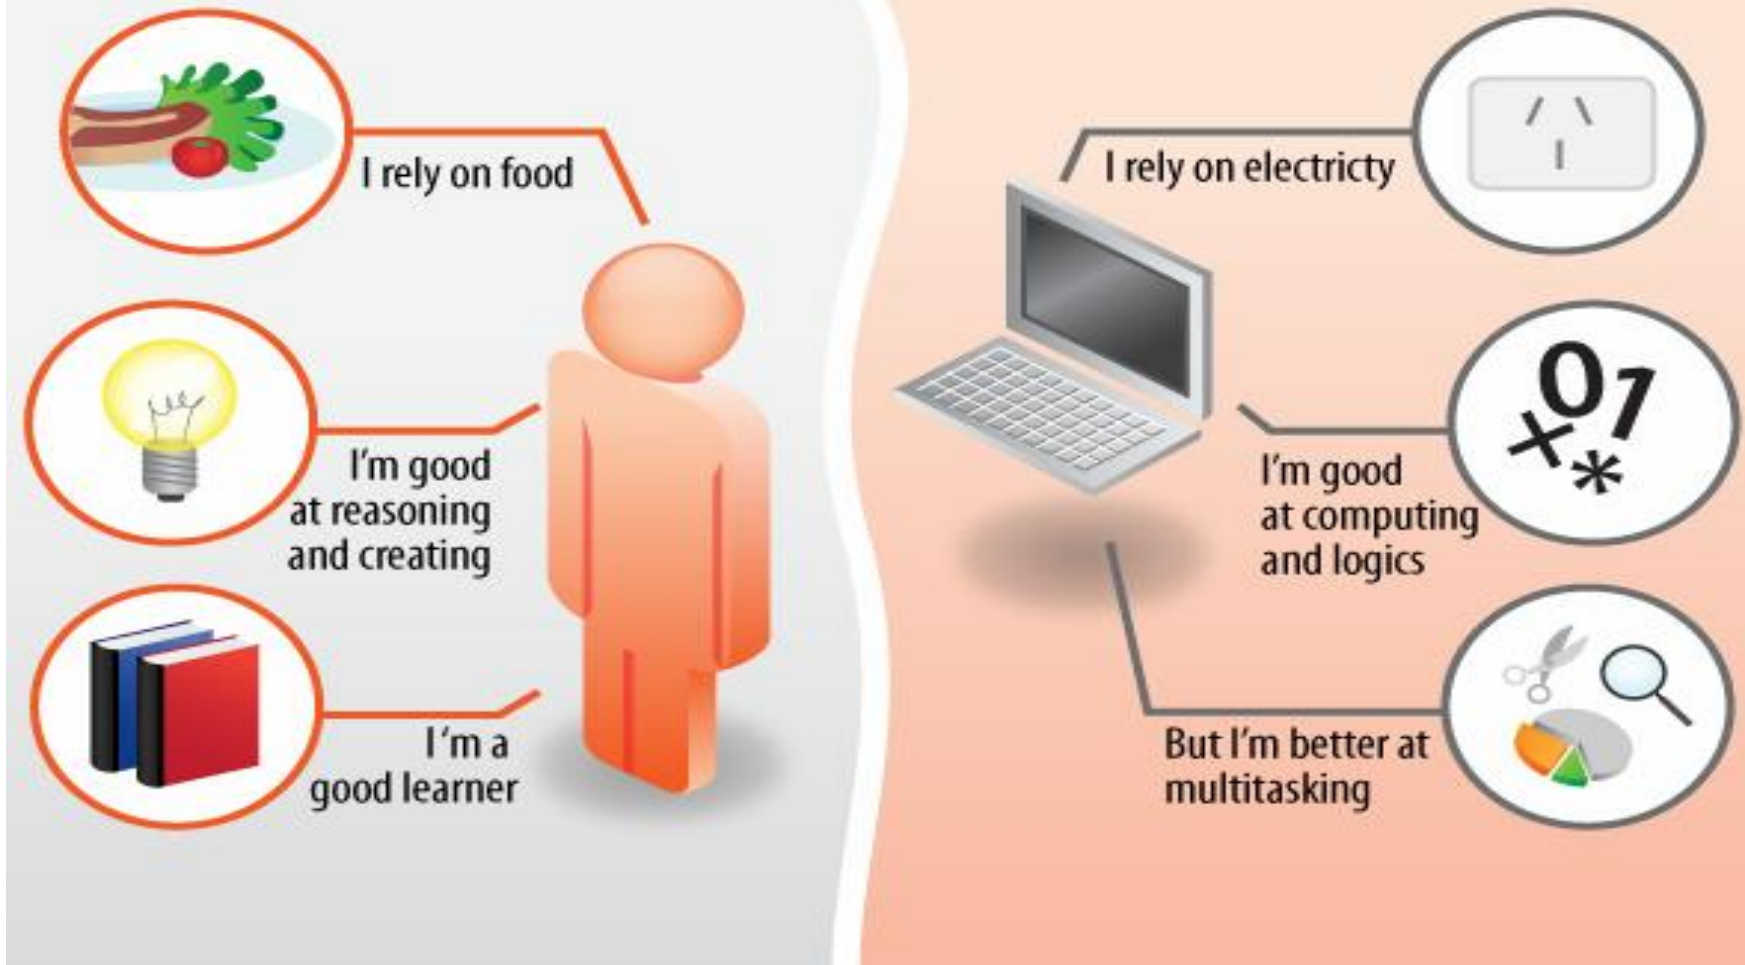 I rely on food
I'm good
at reasoning
and creating
I'm a
good learner
I rely on electricty
01
×*
I'm good
at computing
and logics
But I'm better at
multitasking